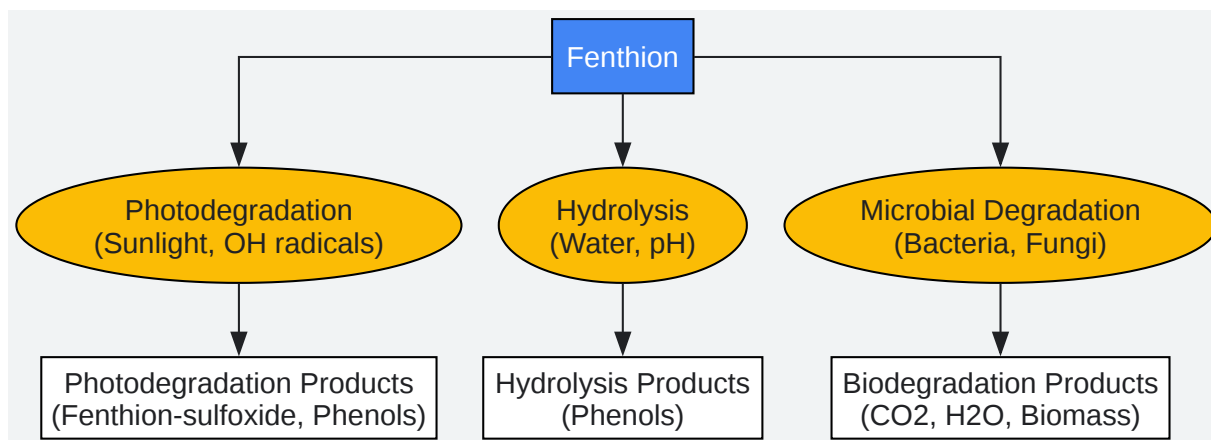 Fenthion
Photodegradation
(Sunlight, OH radicals)
Hydrolysis
(Water, pH)
Microbial Degradation
(Bacteria, Fungi)
Photodegradation Products
(Fenthion-sulfoxide, Phenols)
Hydrolysis Products
(Phenols)
Biodegradation Products
(CO2, H2O, Biomass)